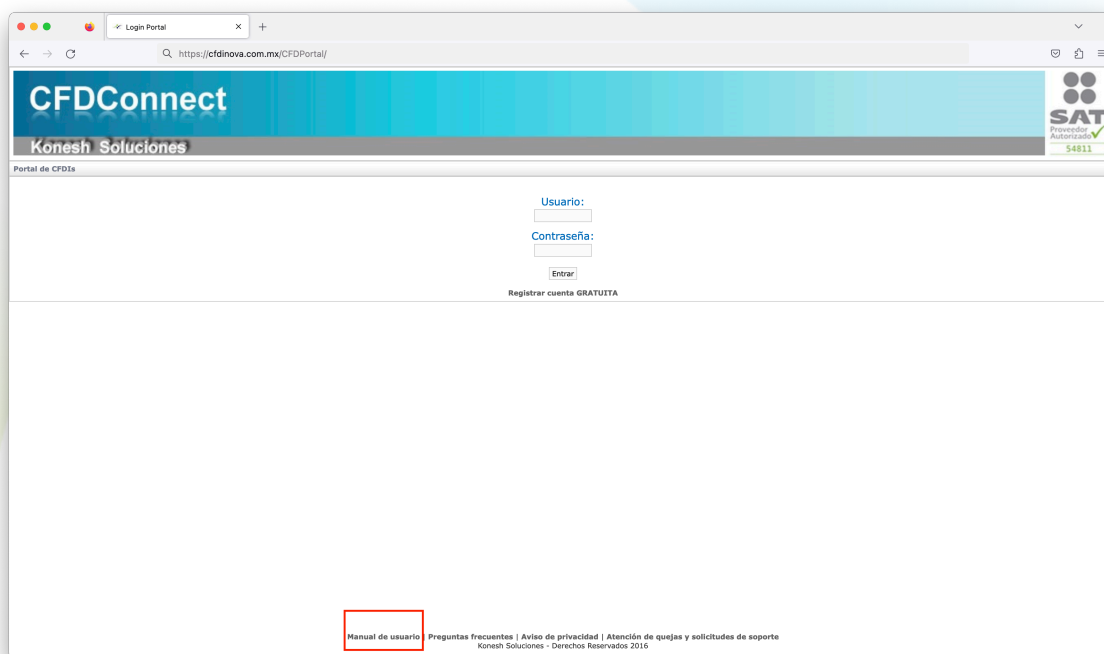 Login Portal
https://cfdinova.com.mx/CFDPortal/
CFDConnect
Konesh Soluciones
SAT
Proveedor
Autorizado
54811
Portal de CFDIs
Usuario:
Contraseña:
Entrar
Registrar cuenta GRATUITA
Manual de usuario | Preguntas frecuentes | Aviso de privacidad | Atención de quejas y solicitudes de soporte
Konesh Soluciones - Derechos Reservados 2016